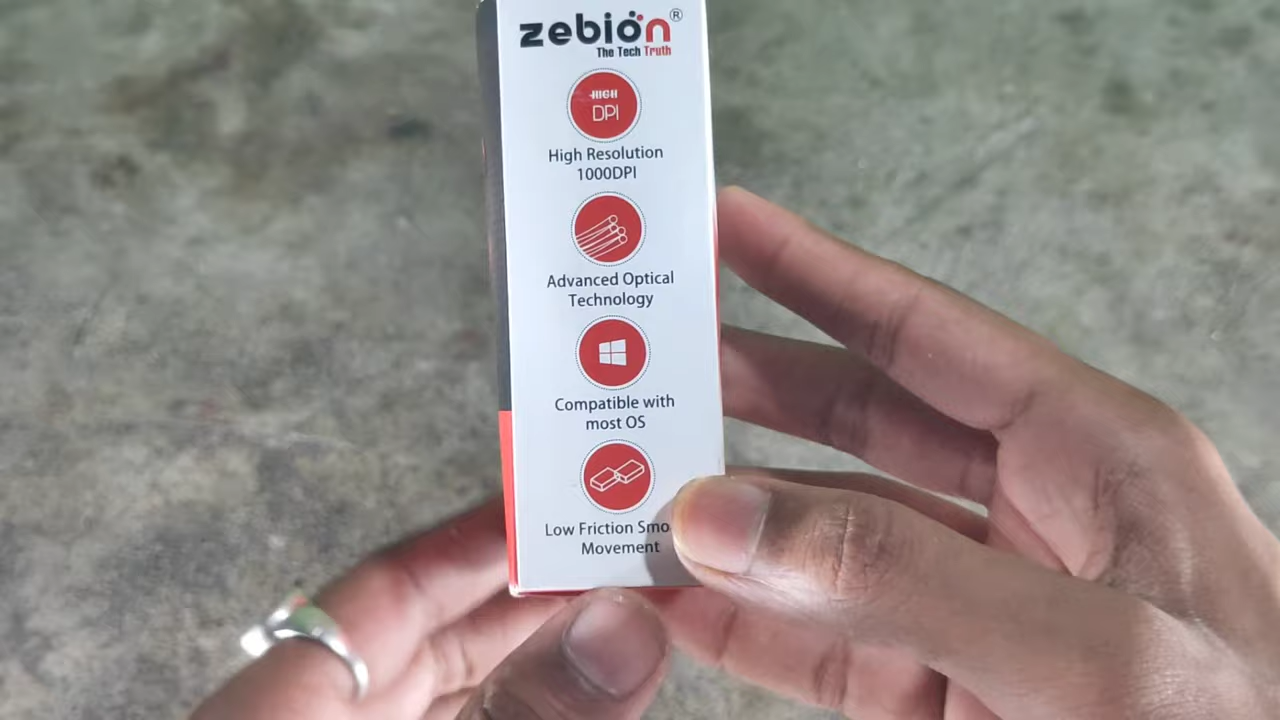 zebion®
The Tech Truth
HIGH
DPI
High Resolution
1000DPI
Advanced Optical
Technology
Compatible with
most OS
Low Friction Smo
Movement